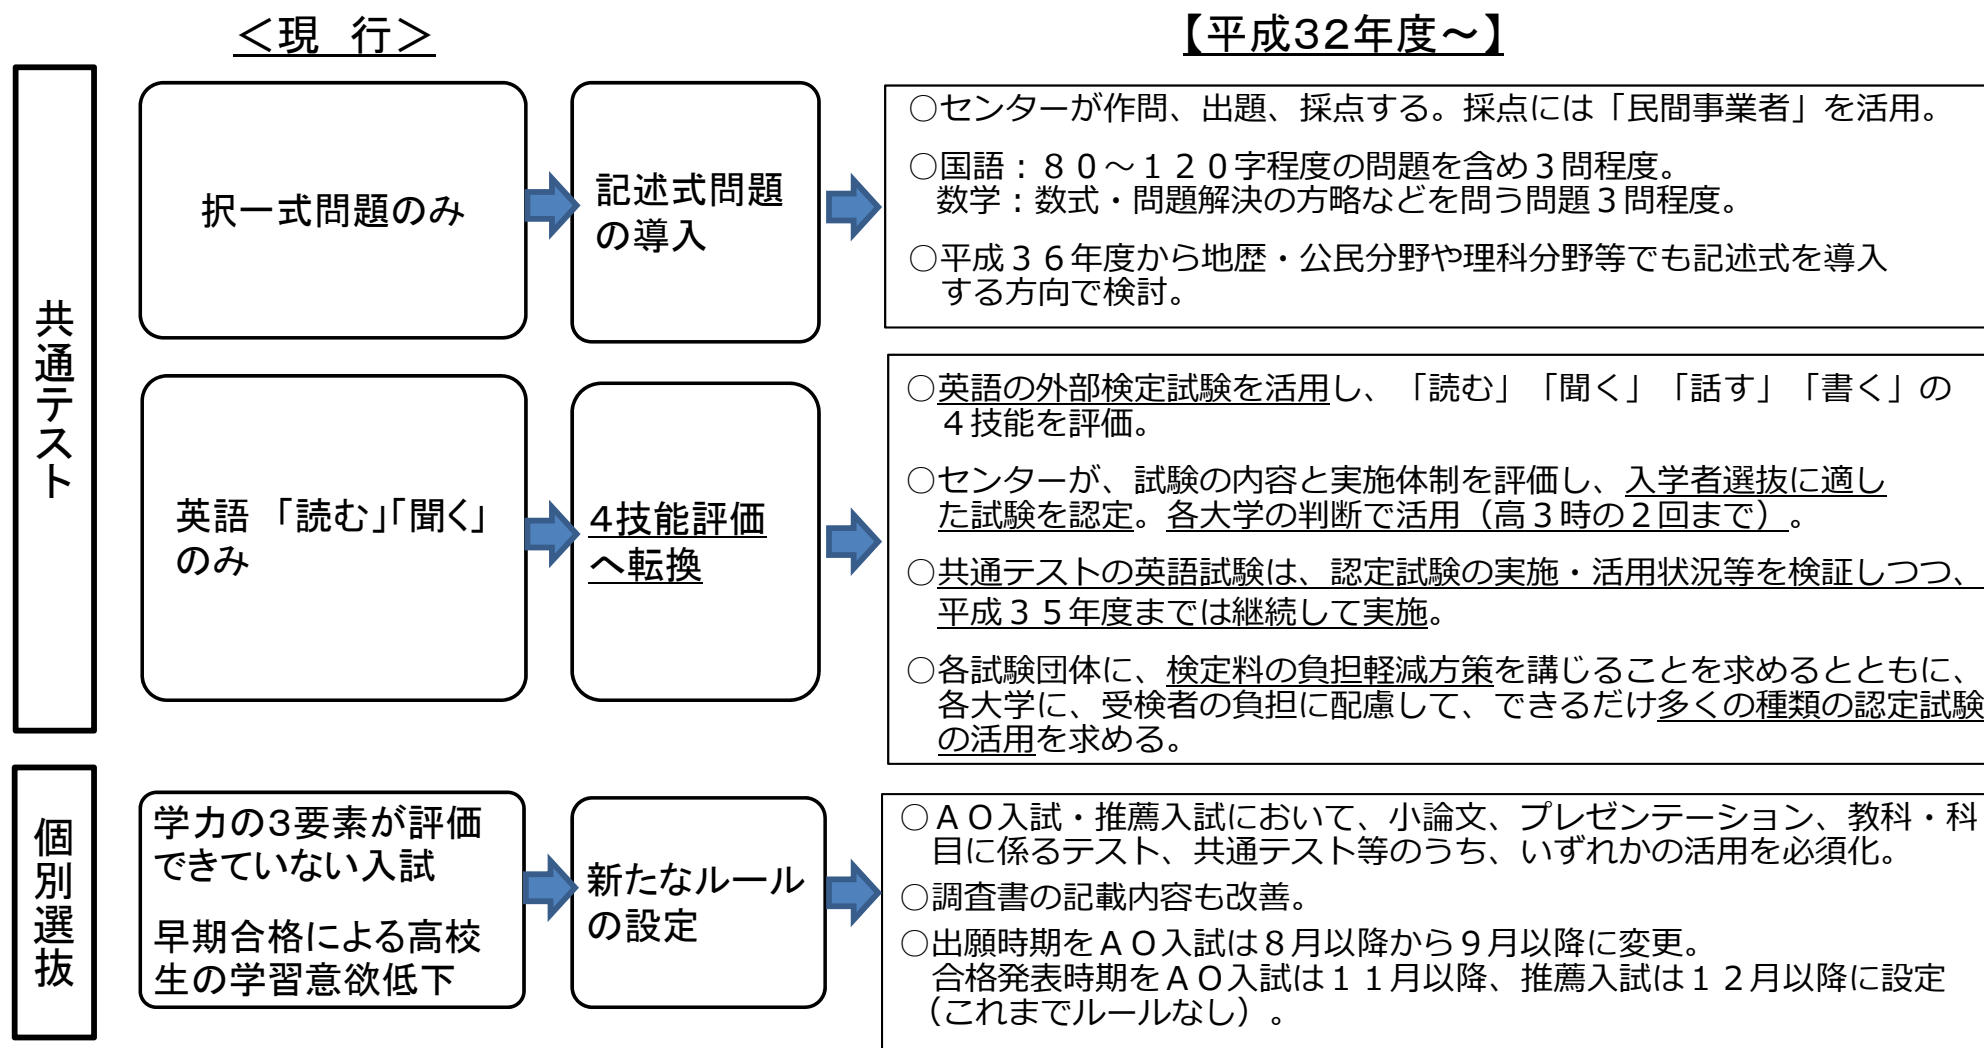 ＜現　行＞
【平成32年度～】
共通テスト
択一式問題のみ
記述式問題
の導入
○センターが作問、出題、採点する。採点には「民間事業者」を活用。
○国語：８０～１２０字程度の問題を含め３問程度。
数学：数式・問題解決の方略などを問う問題３問程度。
○平成３６年度から地歴・公民分野や理科分野等でも記述式を導入
する方向で検討。
英語 「読む」「聞く」
のみ
4技能評価
へ転換
○英語の外部検定試験を活用し、「読む」「聞く」「話す」「書く」の
４技能を評価。
○センターが、試験の内容と実施体制を評価し、入学者選抜に適し
た試験を認定。各大学の判断で活用（高３時の２回まで）。
○共通テストの英語試験は、認定試験の実施・活用状況等を検証しつつ、
平成３５年度までは継続して実施。
○各試験団体に、検定料の負担軽減方策を講じることを求めるとともに、
各大学に、受検者の負担に配慮して、できるだけ多くの種類の認定試験
の活用を求める。
個別選抜
学力の3要素が評価
できていない入試
早期合格による高校
生の学習意欲低下
新たなルール
の設定
○ＡＯ入試・推薦入試において、小論文、プレゼンテーション、教科・科
目に係るテスト、共通テスト等のうち、いずれかの活用を必須化。
○調査書の記載内容も改善。
○出願時期をＡＯ入試は８月以降から９月以降に変更。
合格発表時期をＡＯ入試は１１月以降、推薦入試は１２月以降に設定
（これまでルールなし）。